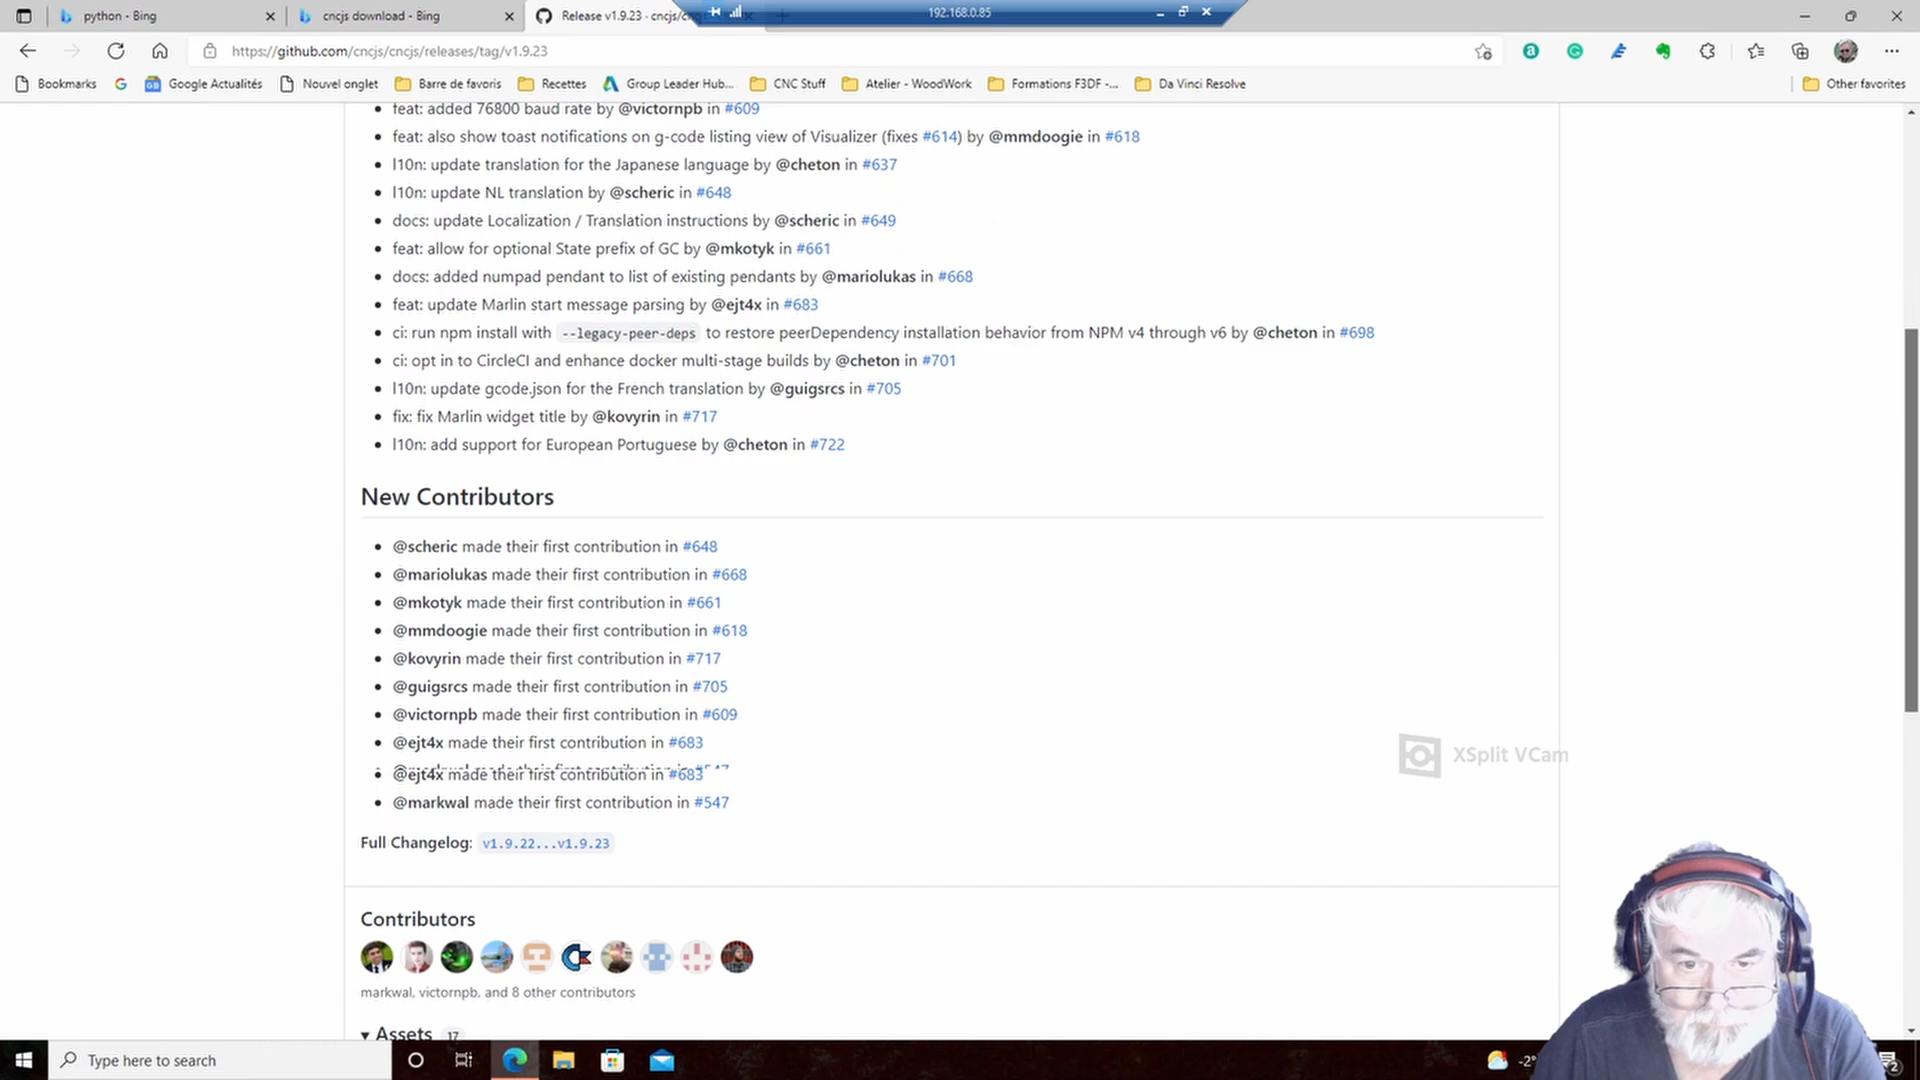 python - Bing
cncjs download - Bing
Release v1.9.23 · cncjs/cnc
192.168.0.85
https://github.com/cncjs/cncjs/releases/tag/v1.9.23
Bookmarks
Google Actualités
Nouvel onglet
Barre de favoris
Recettes
Group Leader Hub...
CNC Stuff
Atelier - WoodWork
Formations F3DF -...
Da Vinci Resolve
Other favorites
feat: added 76800 baud rate by @victornpb in #609
feat: also show toast notifications on g-code listing view of Visualizer (fixes #614) by @mmdoogie in #618
l10n: update translation for the Japanese language by @cheton in #637
l10n: update NL translation by @scheric in #648
docs: update Localization / Translation instructions by @scheric in #649
feat: allow for optional State prefix of GC by @mkotyk in #661
docs: added numpad pendant to list of existing pendants by @mariolukas in #668
feat: update Marlin start message parsing by @ejt4x in #683
ci: run npm install with --legacy-peer-deps to restore peerDependency installation behavior from NPM v4 through v6 by @cheton in #698
ci: opt in to CircleCI and enhance docker multi-stage builds by @cheton in #701
l10n: update gcode.json for the French translation by @guigsrcs in #705
fix: fix Marlin widget title by @kovyrin in #717
l10n: add support for European Portuguese by @cheton in #722
New Contributors
@scheric made their first contribution in #648
@mariolukas made their first contribution in #668
@mkotyk made their first contribution in #661
@mmdoogie made their first contribution in #618
@kovyrin made their first contribution in #717
@guigsrcs made their first contribution in #705
@victornpb made their first contribution in #609
@ejt4x made their first contribution in #683
@ejt4x made their first contribution in #683
@markwal made their first contribution in #547
Full Changelog: v1.9.22...v1.9.23
XSplit VCam
Contributors
markwal, victornpb, and 8 other contributors
Assets 17
Type here to search
-2°
2